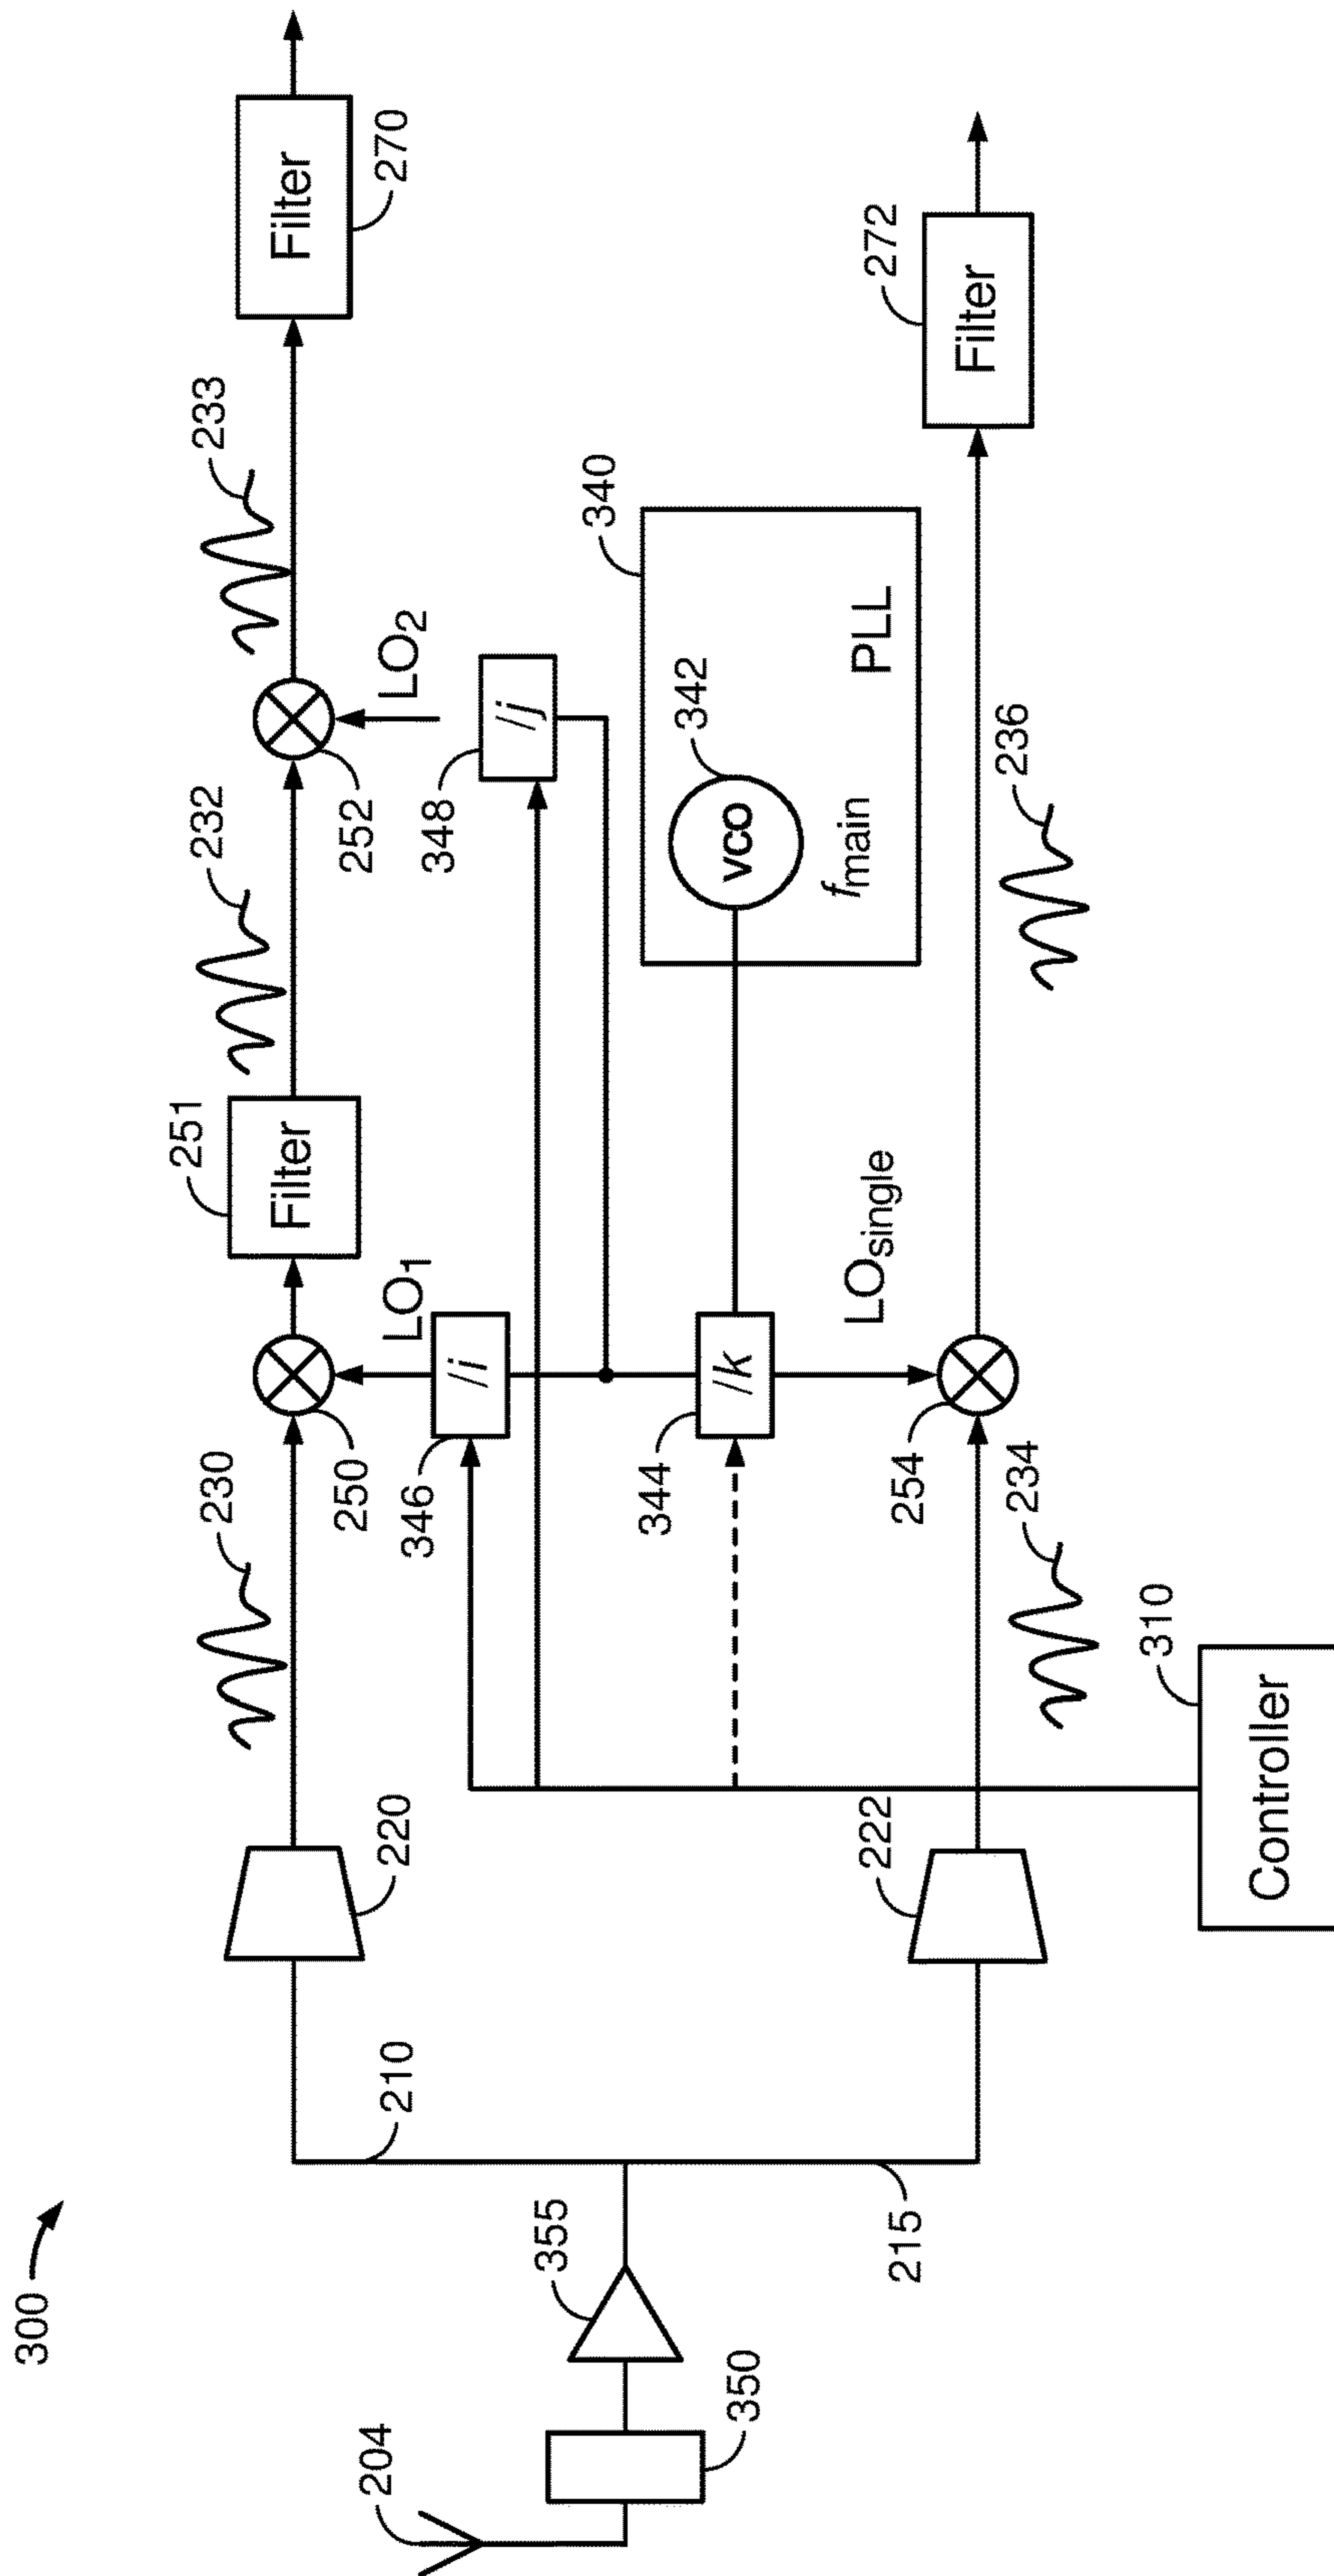 300
204
350
355
210
215
220
222
230
234
Controller
310
250
254
346
/i
LO1
344
/k
LOsingle
251
Filter
232
236
252
348
/j
LO2
VCO
342
fmain
PLL
340
233
Filter
270
Filter
272